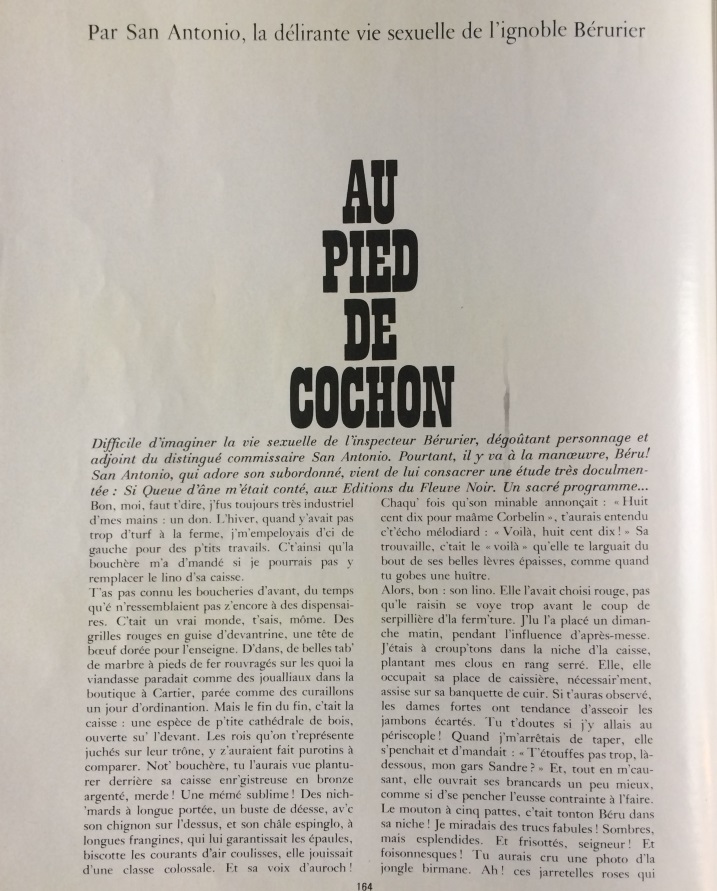 Par San Antonio, la délirante vie sexuelle de l'ignoble Bérurier
AU
PIED
DE
COCHON
Difficile d'imaginer la vie sexuelle de l'inspecteur Bérurier, dégoûtant personnage et
adjoint du distingué commissaire San Antonio. Pourtant, il y va à la manœuvre, Béru!
San Antonio, qui adore son subordonné, vient de lui consacrer une étude très doculmen-
tée : Si Queue d'âne m'était conté, aux Editions du Fleuve Noir. Un sacré programme...
Bon, moi, faut t'dire, j'fus toujours très industriel
d'mes mains : un don. L'hiver, quand y'avait pas
trop d'turf à la ferme, j'm'employais d'ci de
gauche pour des p'tits travails. C't'ainsi qu'la
bouchère m'a d'mandé si je pourrais pas y
remplacer le lino d'sa caisse.
T'as pas connu les boucheries d'avant, du temps
qu'é n'ressemblaient pas z'encore à des dispensai-
res. C'tait un vrai monde, t'sais, môme. Des
grilles rouges en guise d'devantrine, une tête de
bœuf dorée pour l'enseigne. D'dans, de belles tab'
de marbre à pieds de fer rouvragés sur les quoi la
viandasse paradait comme des joualliaux dans la
boutique à Cartier, parée comme des curaillons
un jour d'ordinantion. Mais le fin du fin, c'tait la
caisse : une espèce de p'tite cathédrale de bois,
ouverte su' l'devant. Les rois qu'on t'représente
juchés sur leur trône, y z'auraient fait purotins à
comparer. Not' bouchère, tu l'aurais vue plantu-
rer derrière sa caisse enr'gistreuse en bronze
argenté, merde! Une mémé sublime! Des nich-
'mards à longue portée, un buste de déesse, av'c
son chignon sur l'dessus, et son châle espinglo, à
longues frangines, qui lui garantissait les épaules,
biscotte les courants d'air coulisses, elle jouissait
d'une classe colossale. Et sa voix d'auroch!
Chaqu' fois qu'son minable annonçait : « Huit
cent dix pour maâme Corbelin », t'aurais entendu
c't'écho mélodiard : « Voilà, huit cent dix! » Sa
trouvaille, c'tait le « voilà » qu'elle te larguait du
bout de ses belles lèvres épaisses, comme quand
tu gobes une huître.
Alors, bon : son lino. Elle l'avait choisi rouge, pas
qu'le raisin se voye trop avant le coup de
serpillière d'la ferm'ture. J'lu l'a placé un diman-
che matin, pendant l'influence d'après-messe.
J'étais à croup'tons dans la niche d'la caisse,
plantant mes clous en rang serré. Elle, elle
occupait sa place de caissière, nécessair'ment,
assise sur sa banquette de cuir. Si t'auras observé,
les dames fortes ont tendance d'asseoir les
jambons écartés. Tu t'doutes si j'y allais au
périscople! Quand j'm'arrêtais de taper, elle
s'penchait et d'mandait : « T'étouffes pas trop, là-
dessous, mon gars Sandre? » Et, tout en m'cau-
sant, elle ouvrait ses brancards un peu mieux,
comme si d'se pencher l'eusse contrainte à l'faire.
Le mouton à cinq pattes, c'tait tonton Béru dans
sa niche! Je miradais des trucs fabules! Sombres,
mais esplendides. Et frisottés, seigneur! Et
foisonnesques! Tu aurais cru une photo d'la
jongle birmane. Ah! ces jarretelles roses qui
164